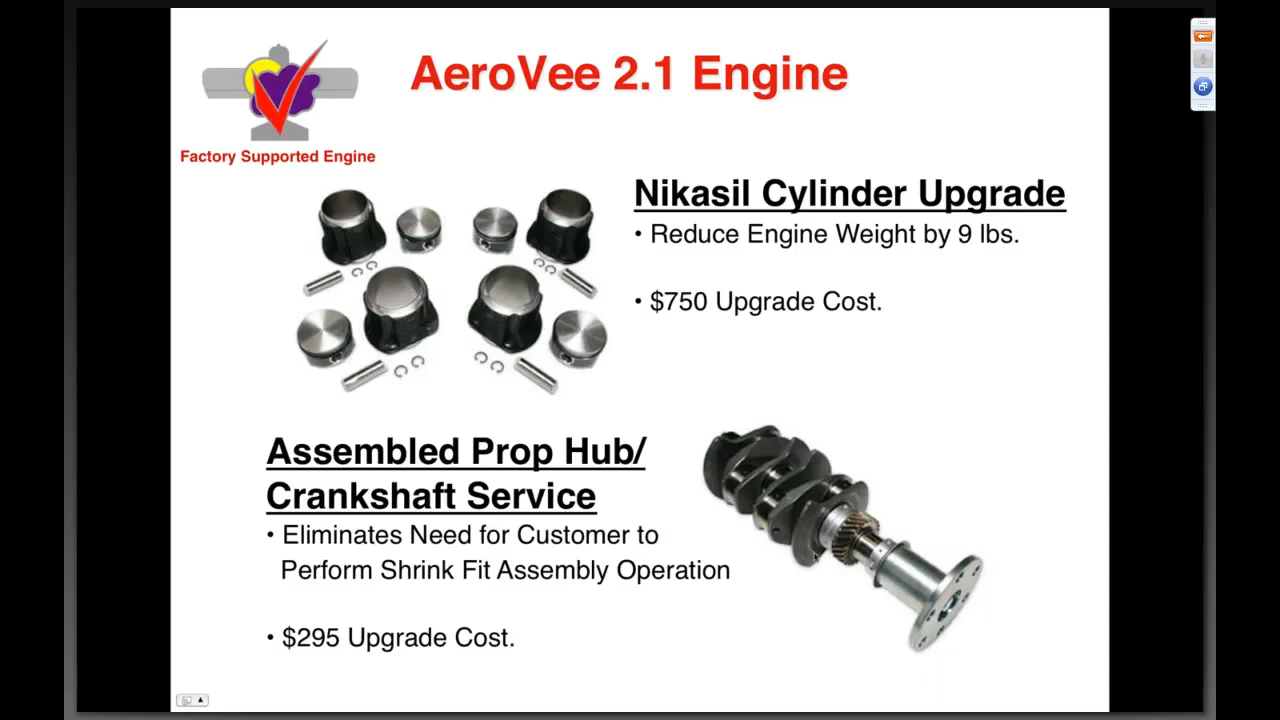 AeroVee 2.1 Engine
Factory Supported Engine
Nikasil Cylinder Upgrade
• Reduce Engine Weight by 9 lbs.
• $750 Upgrade Cost.
Assembled Prop Hub/
Crankshaft Service
• Eliminates Need for Customer to
Perform Shrink Fit Assembly Operation
• $295 Upgrade Cost.